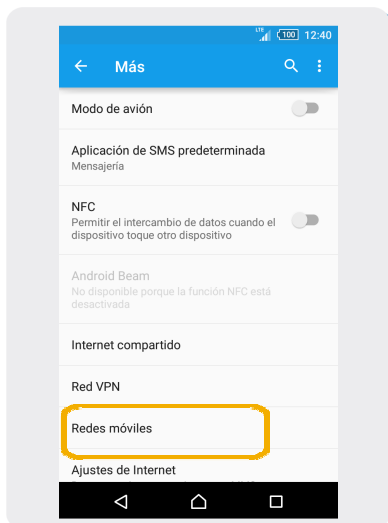 LTE 100 12:40
Más
Modo de avión
Aplicación de SMS predeterminada
Mensajería
NFC
Permitir el intercambio de datos cuando el
dispositivo toque otro dispositivo
Android Beam
No disponible porque la función NFC está
desactivada
Internet compartido
Red VPN
Redes móviles
Ajustes de Internet